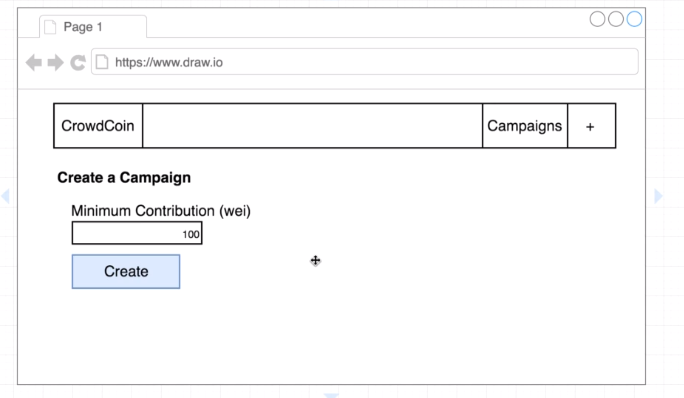 Page 1
https://www.draw.io
CrowdCoin Campaigns +
Create a Campaign
Minimum Contribution (wei)
100
Create